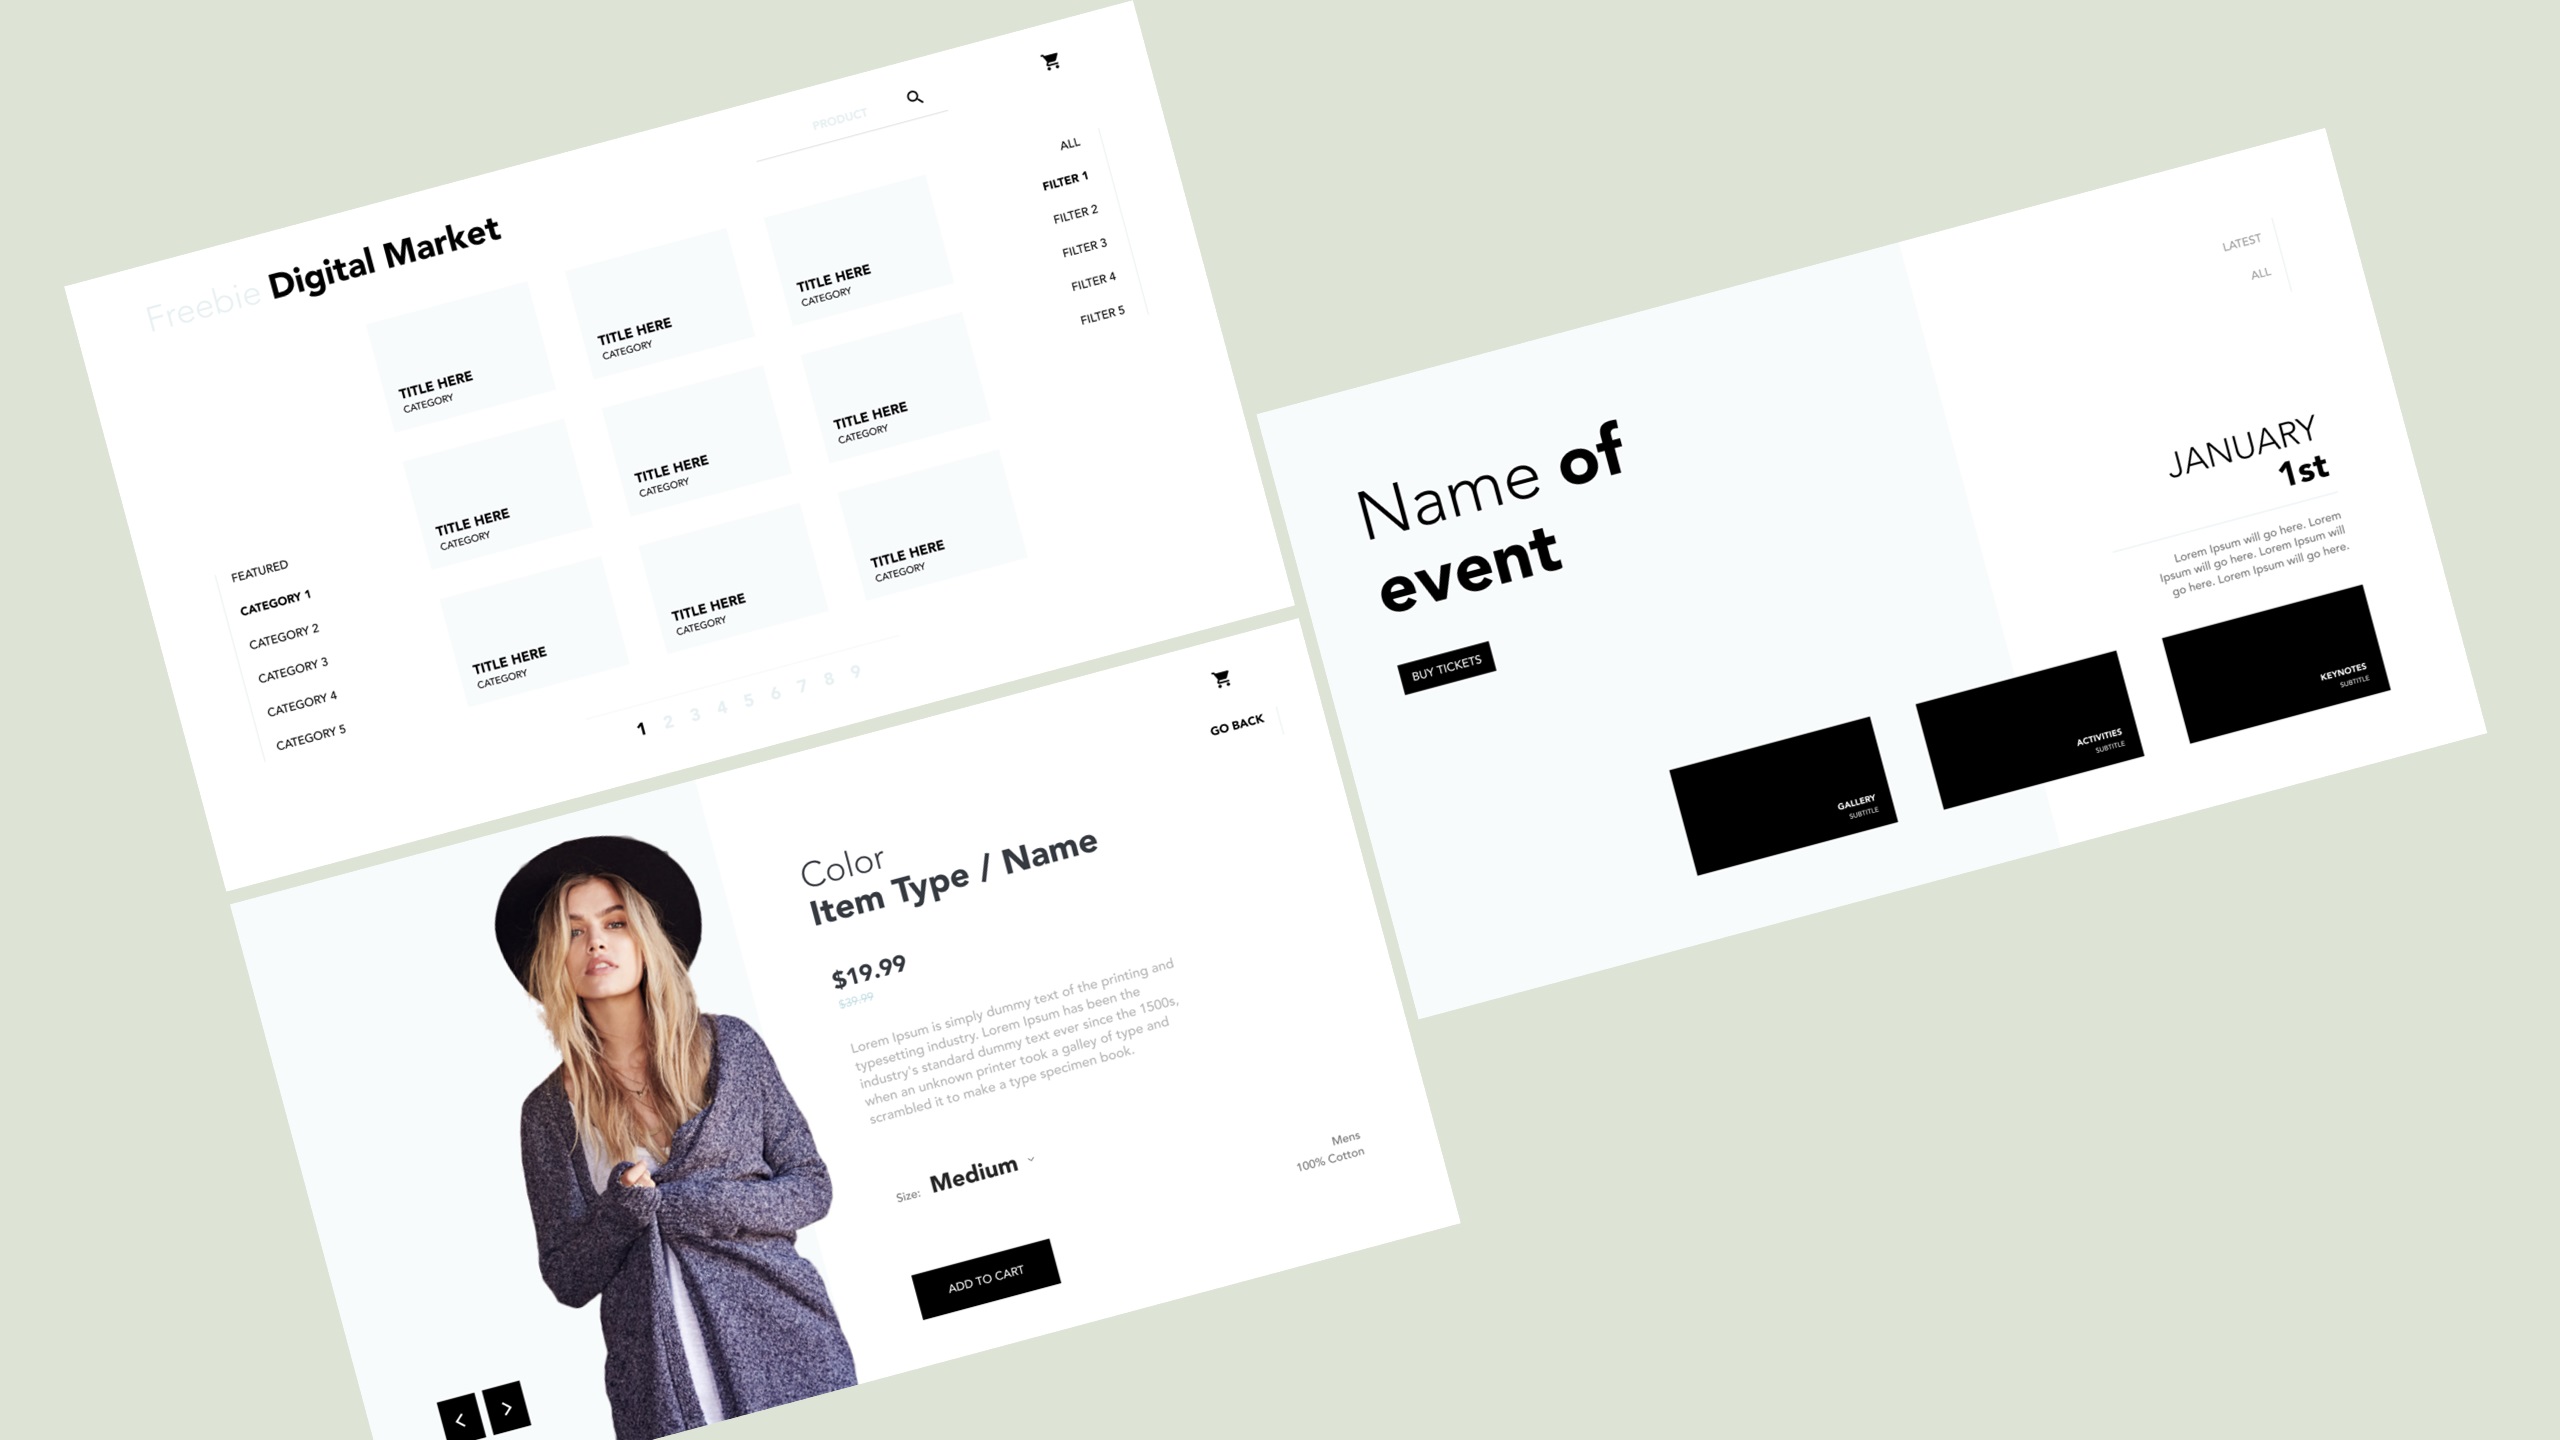 PRODUCT
Freebie Digital Market
ALL
FILTER 1
FILTER 2
FILTER 3
FILTER 4
FILTER 5
TITLE HERE
CATEGORY
TITLE HERE
CATEGORY
TITLE HERE
CATEGORY
TITLE HERE
CATEGORY
TITLE HERE
CATEGORY
TITLE HERE
CATEGORY
TITLE HERE
CATEGORY
TITLE HERE
CATEGORY
TITLE HERE
CATEGORY
FEATURED
CATEGORY 1
CATEGORY 2
CATEGORY 3
CATEGORY 4
CATEGORY 5
1 2 3 4 5 6 7 8 9
GO BACK
Color
Item Type / Name
$19.99
$39.99
Lorem Ipsum is simply dummy text of the printing and
typesetting industry. Lorem Ipsum has been the
industry's standard dummy text ever since the 1500s,
when an unknown printer took a galley of type and
scrambled it to make a type specimen book.
Size: Medium
Mens
100% Cotton
ADD TO CART
LATEST
ALL
Name of
event
BUY TICKETS
JANUARY
1st
Lorem Ipsum will go here. Lorem
Ipsum will go here. Lorem Ipsum will
go here. Lorem Ipsum will go here.
GALLERY
SUBTITLE
ACTIVITIES
SUBTITLE
KEYNOTES
SUBTITLE